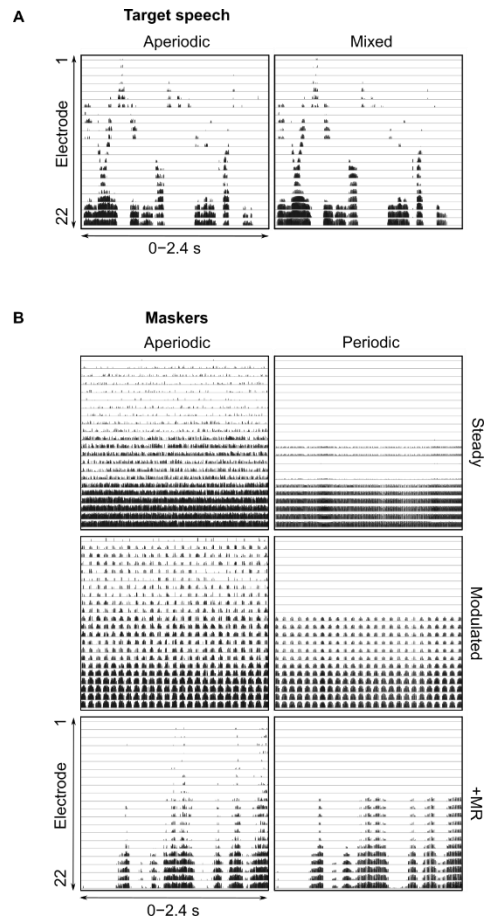 A
Target speech
Aperiodic
Mixed
1
Electrode
22
0–2.4 s
B
Maskers
Aperiodic
Periodic
Steady
Modulated
1
Electrode
22
+MR
0–2.4 s